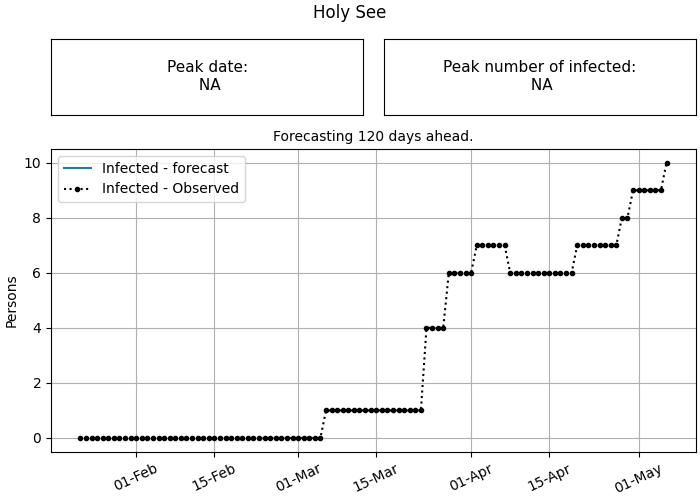 Holy See
Peak date:
NA
Peak number of infected:
NA
Forecasting 120 days ahead.
Infected - forecast
Infected - Observed
Persons
10
8
6
4
2
0
01-Feb
15-Feb
01-Mar
15-Mar
01-Apr
15-Apr
01-May